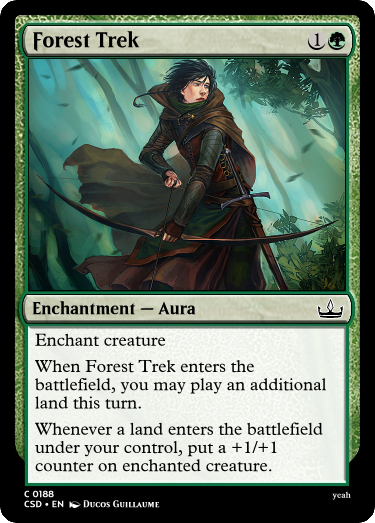 Forest Trek 1
Enchantment — Aura
Enchant creature
When Forest Trek enters the
battlefield, you may play an additional
land this turn.
Whenever a land enters the battlefield
under your control, put a +1/+1
counter on enchanted creature.
C 0188
CSD • EN Ducos Guillaume
yeah